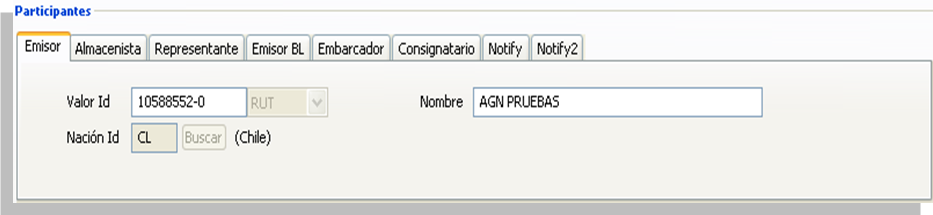 Participantes
Emisor Almacenista Representante Emisor BL Embarcador Consignatario Notify Notify2
Valor Id 10588552-0 RUT Nombre AGN PRUEBAS
Nación Id CL Buscar (Chile)